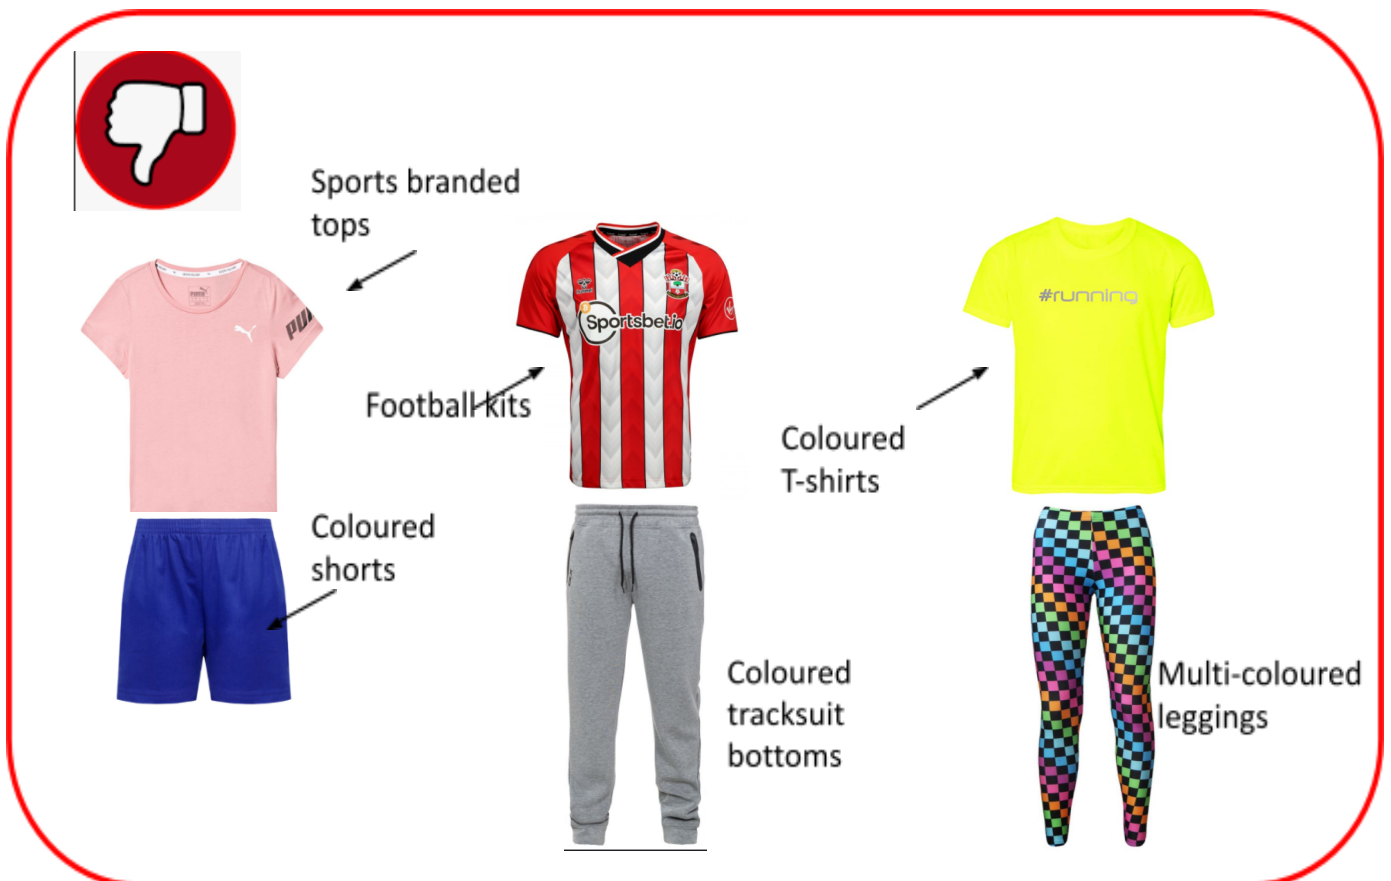 Sports branded
tops
PUMA
PU
Football kits
Sportsbet.io
#running
Coloured
T-shirts
Coloured
shorts
Coloured
tracksuit
bottoms
Multi-coloured
leggings